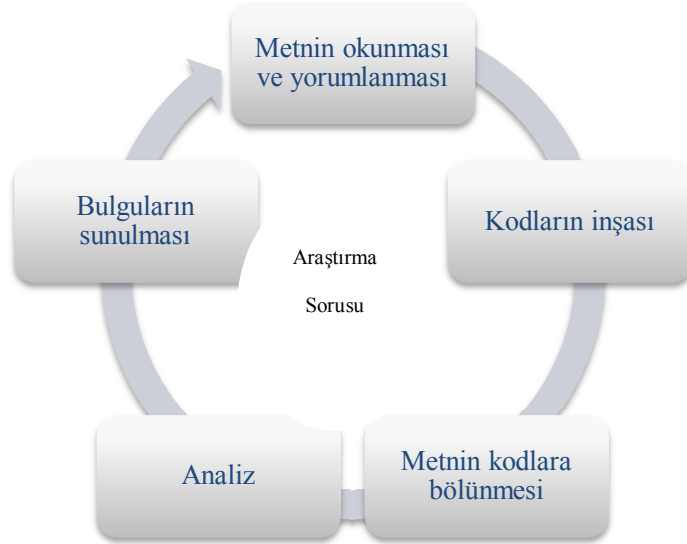 Metnin okunması
ve yorumlanması
Kodların inşası
Metnin kodlara
bölünmesi
Analiz
Bulguların
sunulması
Araştırma
Sorusu